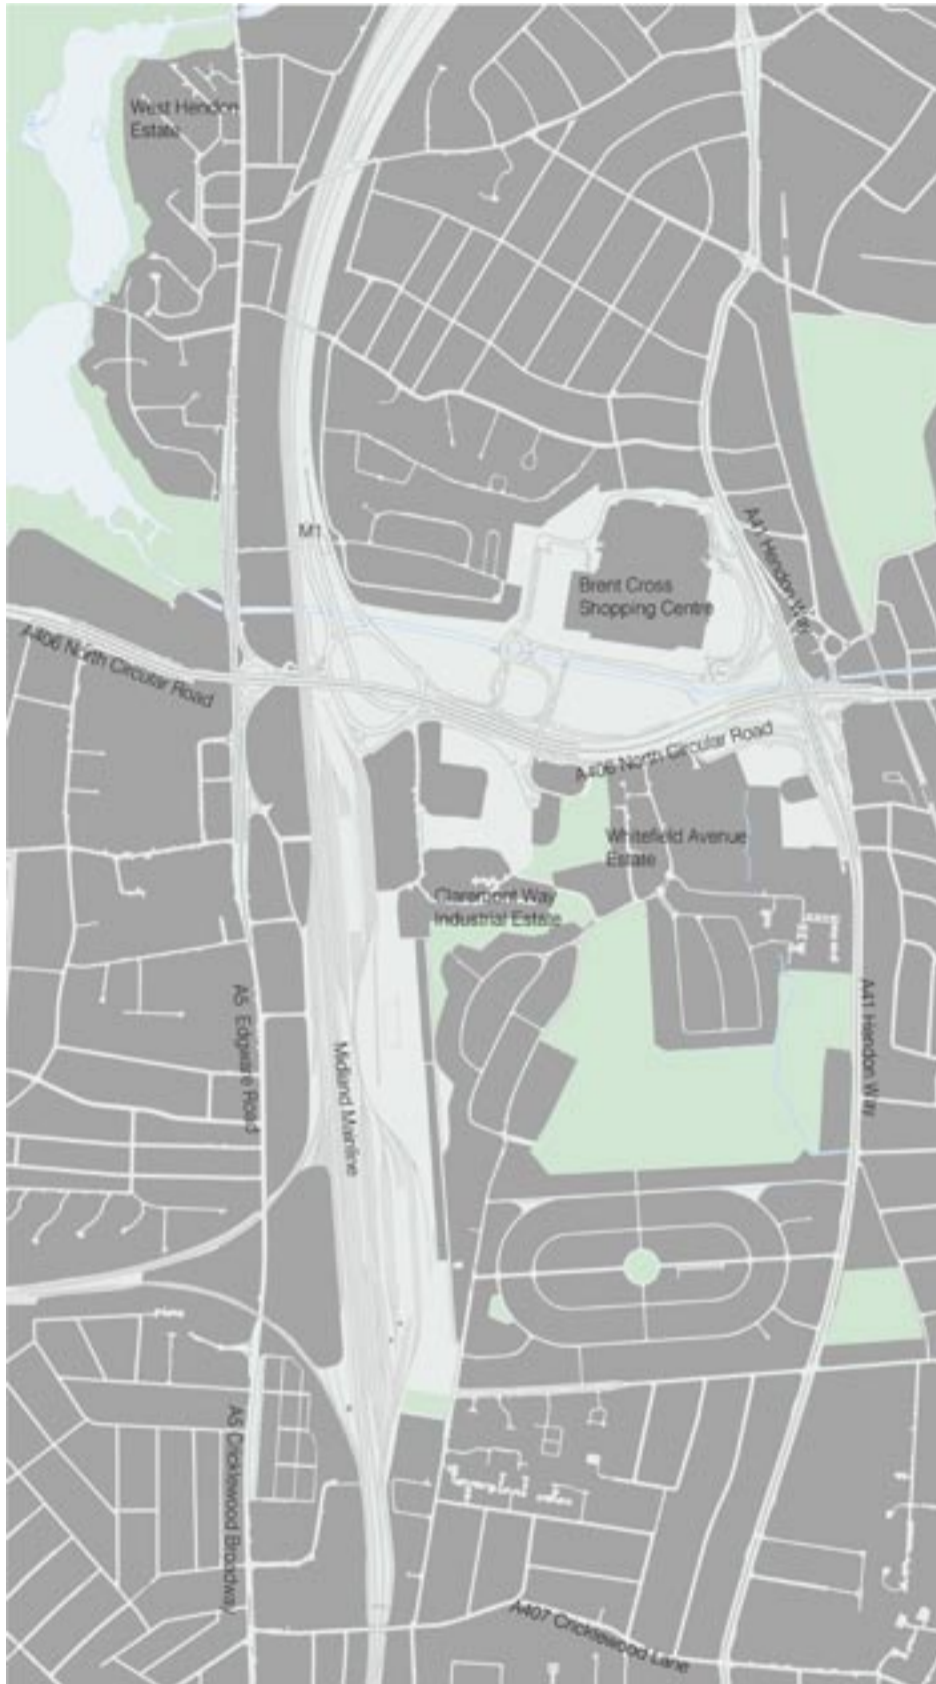 West Hendon
Estate
M1
A41 Hendon Way
Brent Cross
Shopping Centre
A406 North Circular Road
A406 North Circular Road
Whitefield Avenue
Estate
Claremont Way
Industrial Estate
A5 Edgware Road
Midland Mainline
A41 Hendon Way
A5 Cricklewood Broadway
A407 Cricklewood Lane